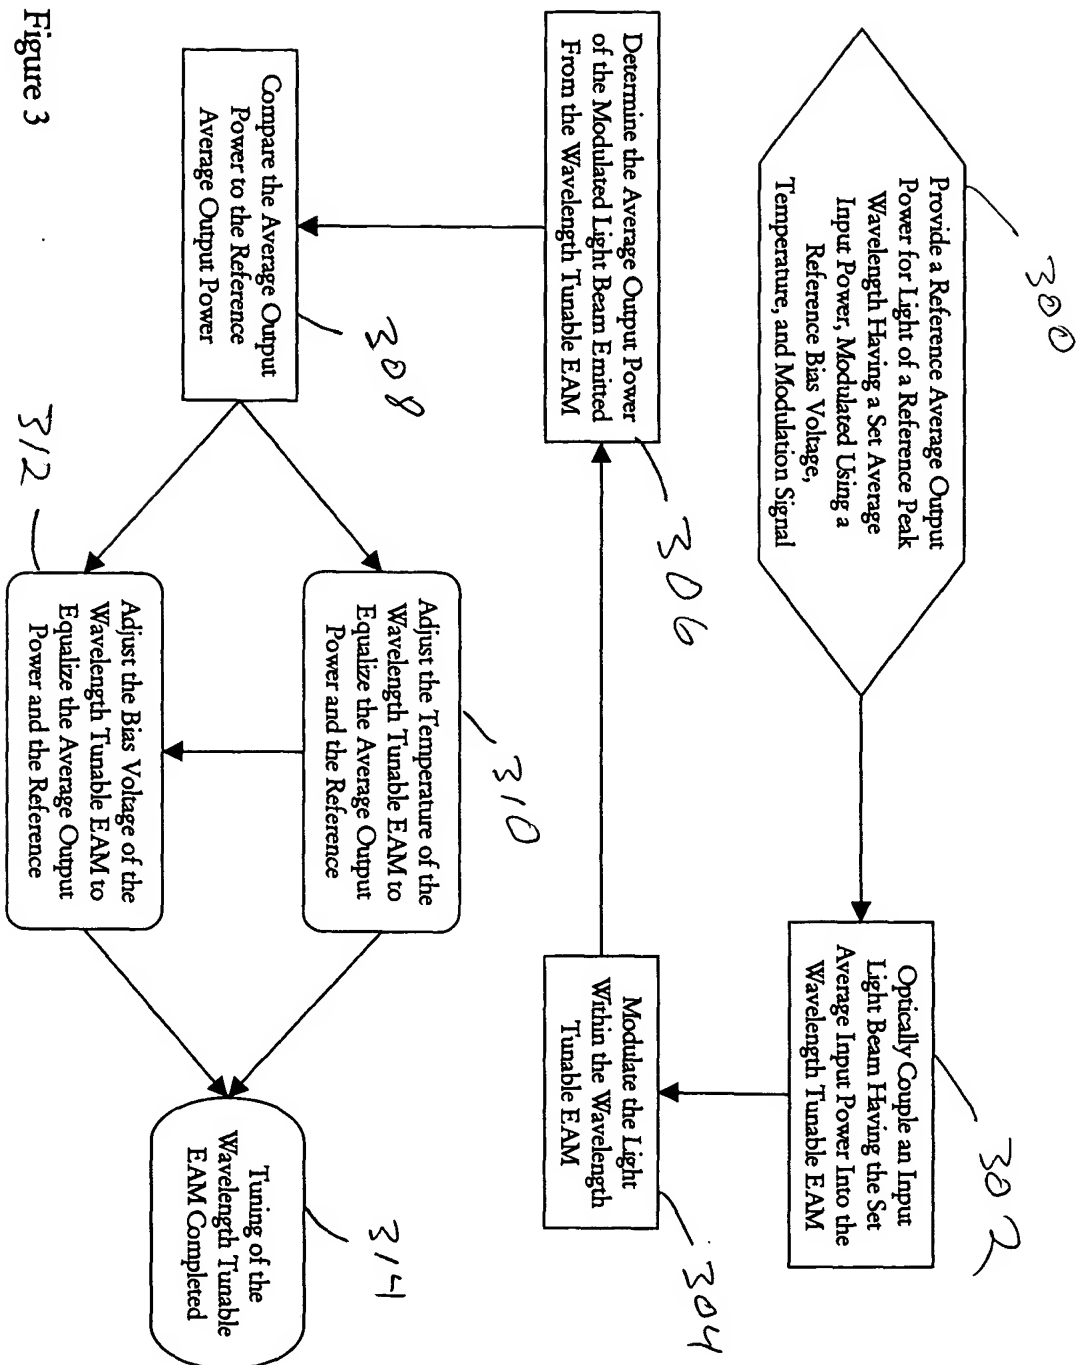 300
Provide a Reference Average Output
Power for Light of a Reference Peak
Wavelength Having a Set Average
Input Power, Modulated Using a
Reference Bias Voltage,
Temperature, and Modulation Signal
302
Optically Couple an Input
Light Beam Having the Set
Average Input Power Into the
Wavelength Tunable EAM
304
Modulate the Light
Within the Wavelength
Tunable EAM
306
Determine the Average Output Power
of the Modulated Light Beam Emitted
From the Wavelength Tunable EAM
308
Compare the Average Output
Power to the Reference
Average Output Power
310
Adjust the Temperature of the
Wavelength Tunable EAM to
Equalize the Average Output
Power and the Reference
312
Adjust the Bias Voltage of the
Wavelength Tunable EAM to
Equalize the Average Output
Power and the Reference
314
Tuning of the
Wavelength Tunable
EAM Completed
Figure 3